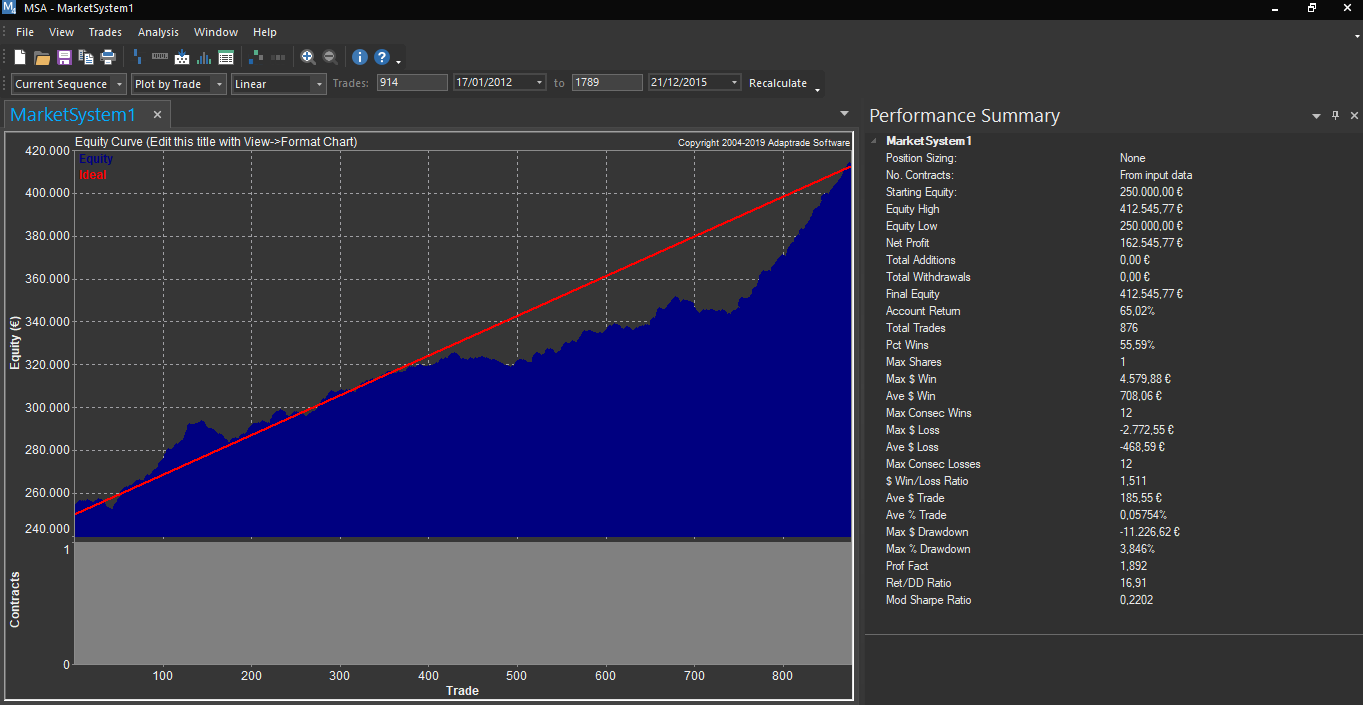 MSA - MarketSystem1
File View Trades Analysis Window Help
Current Sequence Plot by Trade Linear Trades: 914 17/01/2012 to 1789 21/12/2015 Recalculate
MarketSystem1
Equity Curve (Edit this title with View->Format Chart) Copyright 2004-2019 Adaptrade Software
Equity
Ideal
420.000
400.000
380.000
360.000
340.000
320.000
300.000
280.000
260.000
240.000
Equity (€)
1
0
Contracts
100 200 300 400 500 600 700 800
Trade
Performance Summary
MarketSystem1
Position Sizing: None
No. Contracts: From input data
Starting Equity: 250.000,00 €
Equity High 412.545,77 €
Equity Low 250.000,00 €
Net Profit 162.545,77 €
Total Additions 0,00 €
Total Withdrawals 0,00 €
Final Equity 412.545,77 €
Account Return 65,02%
Total Trades 876
Pct Wins 55,59%
Max Shares 1
Max $ Win 4.579,88 €
Ave $ Win 708,06 €
Max Consec Wins 12
Max $ Loss -2.772,55 €
Ave $ Loss -468,59 €
Max Consec Losses 12
$ Win/Loss Ratio 1,511
Ave $ Trade 185,55 €
Ave % Trade 0,05754%
Max $ Drawdown -11.226,62 €
Max % Drawdown 3,846%
Prof Fact 1,892
Ret/DD Ratio 16,91
Mod Sharpe Ratio 0,2202